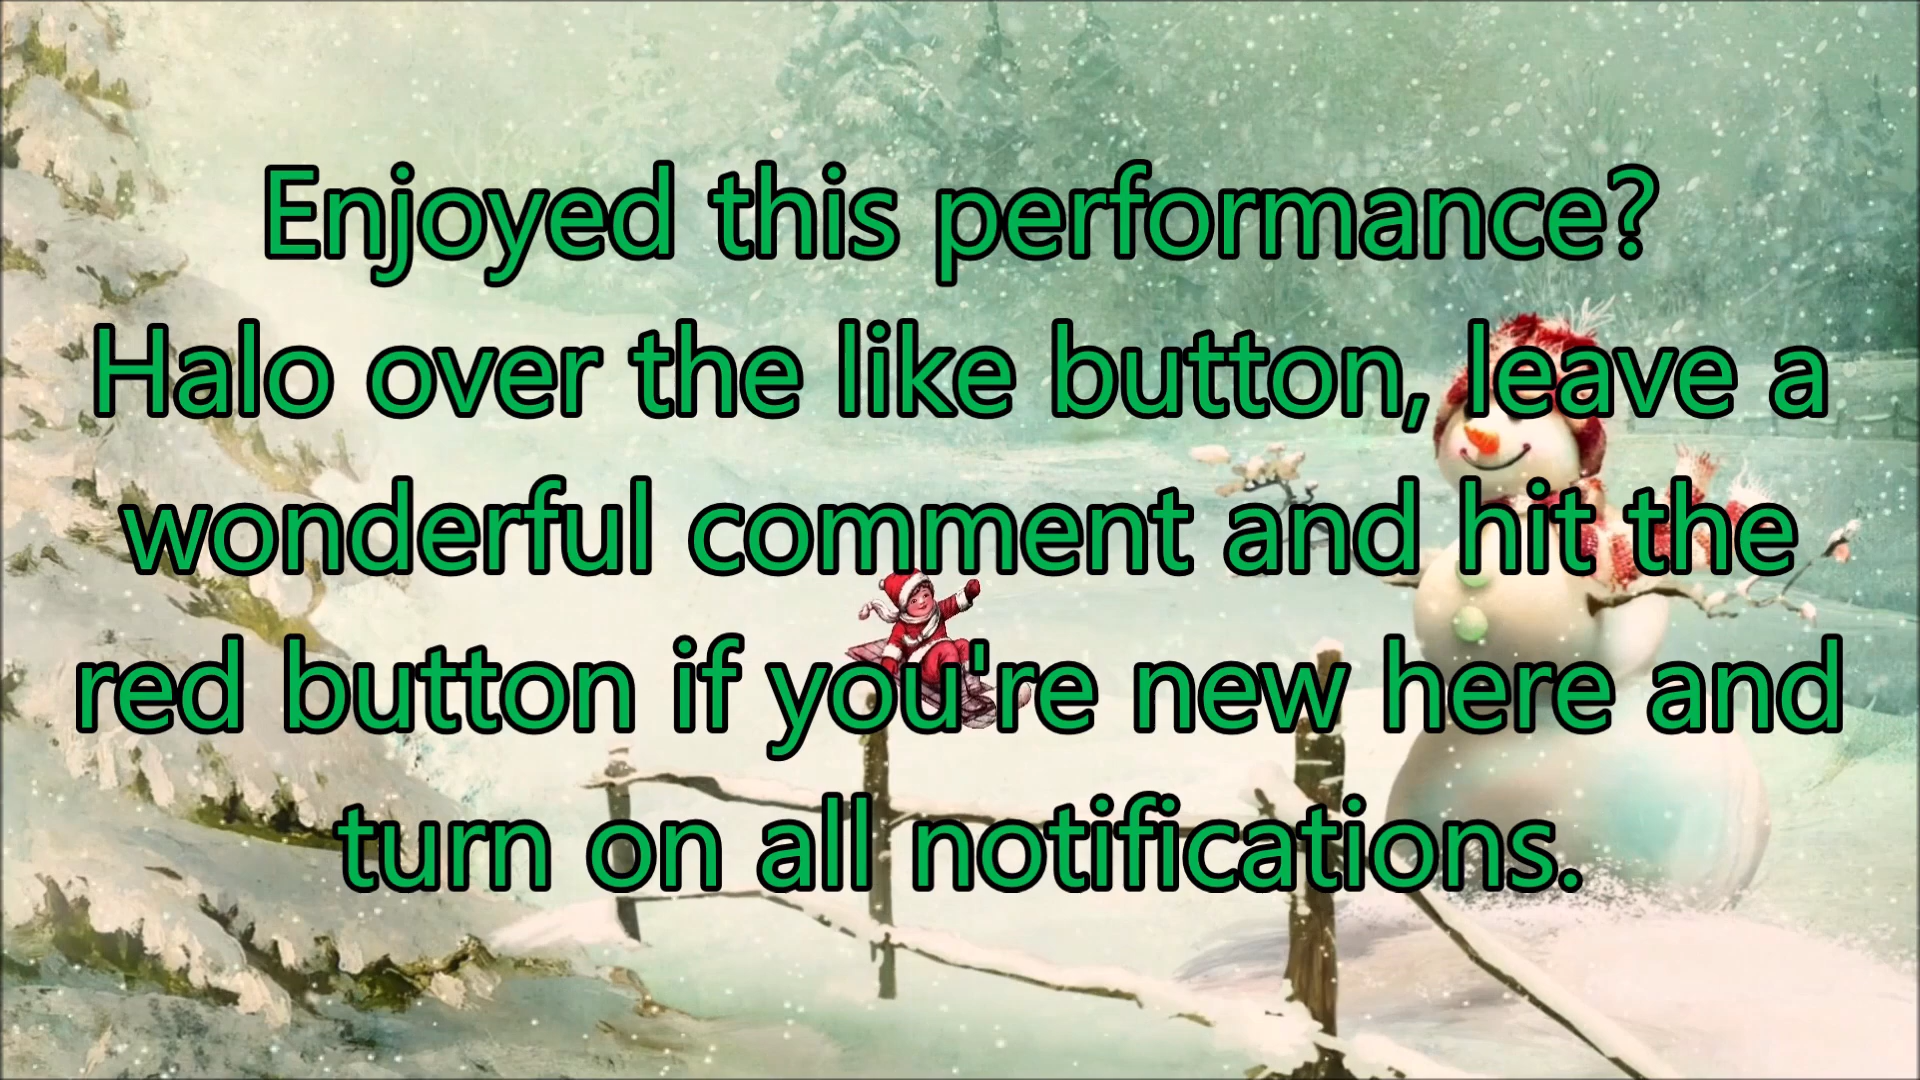 Enjoyed this performance?
Halo over the like button, leave a
wonderful comment and hit the
red button if you're new here and
turn on all notifications.